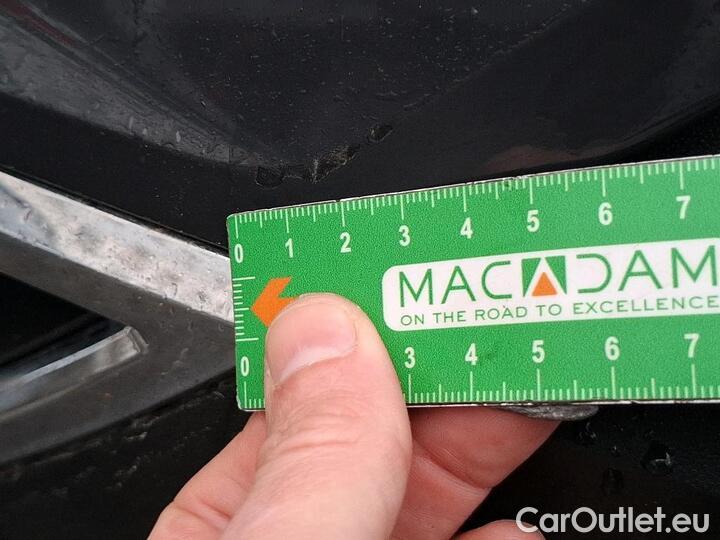 0 1 2 3 4 5 6 7
MACADAM
ON THE ROAD TO EXCELLENCE
0 3 4 5 6 7
CarOutlet.eu